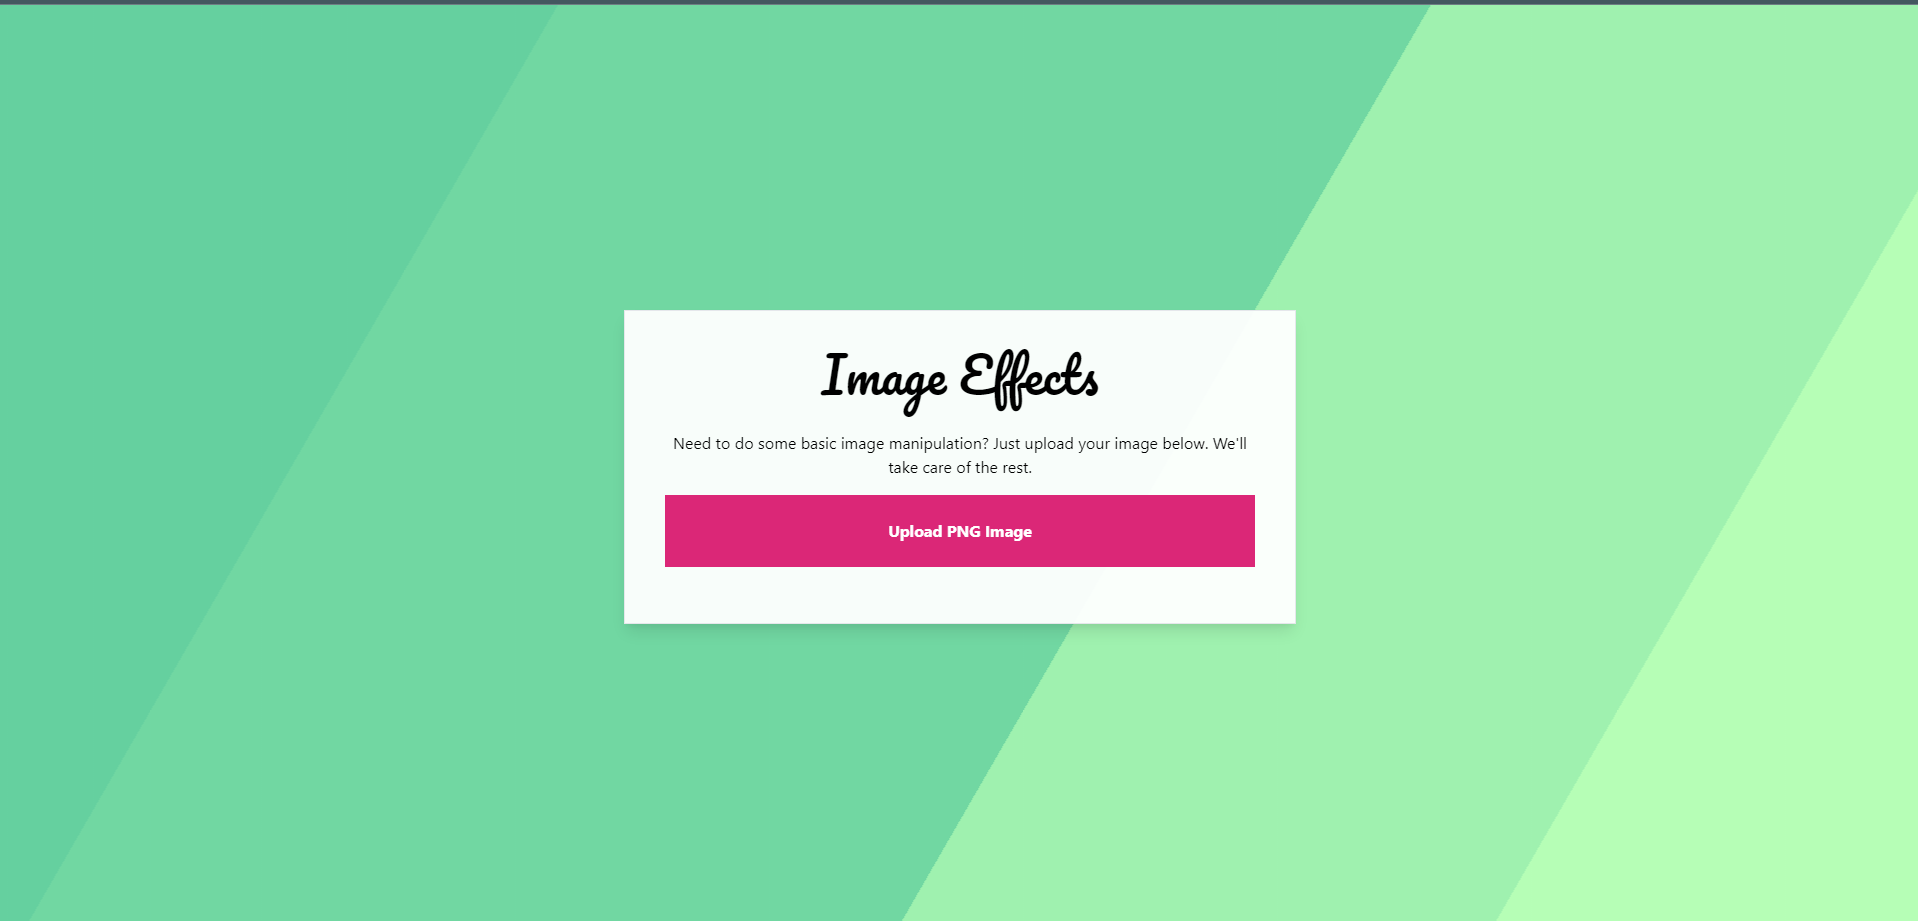 Image Effects
Need to do some basic image manipulation? Just upload your image below. We'll
take care of the rest.
Upload PNG Image